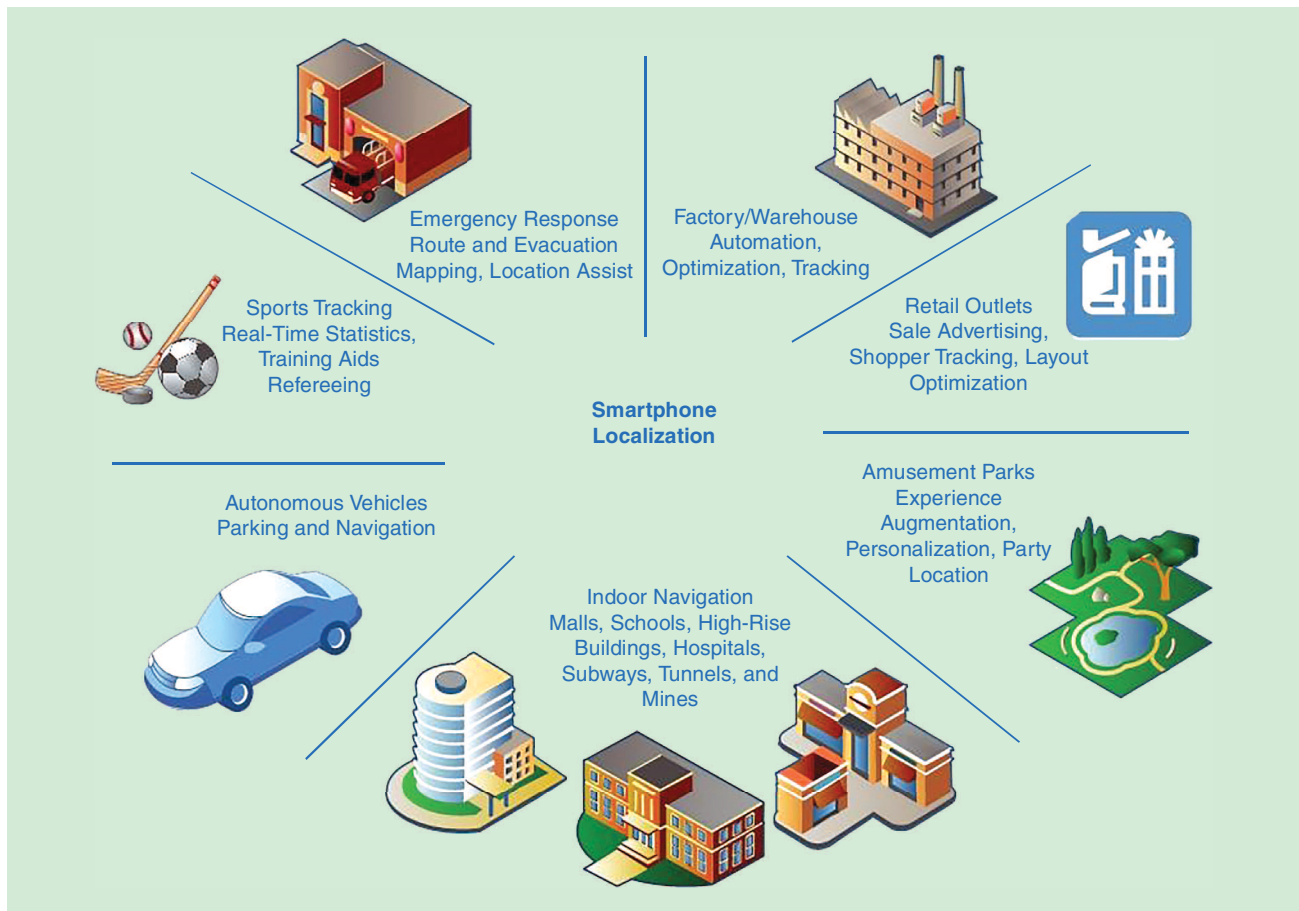 Emergency Response
Route and Evacuation
Mapping, Location Assist
Factory/Warehouse
Automation,
Optimization, Tracking
Sports Tracking
Real-Time Statistics,
Training Aids
Refereeing
Retail Outlets
Sale Advertising,
Shopper Tracking, Layout
Optimization
Smartphone
Localization
Autonomous Vehicles
Parking and Navigation
Amusement Parks
Experience
Augmentation,
Personalization, Party
Location
Indoor Navigation
Malls, Schools, High-Rise
Buildings, Hospitals,
Subways, Tunnels, and
Mines